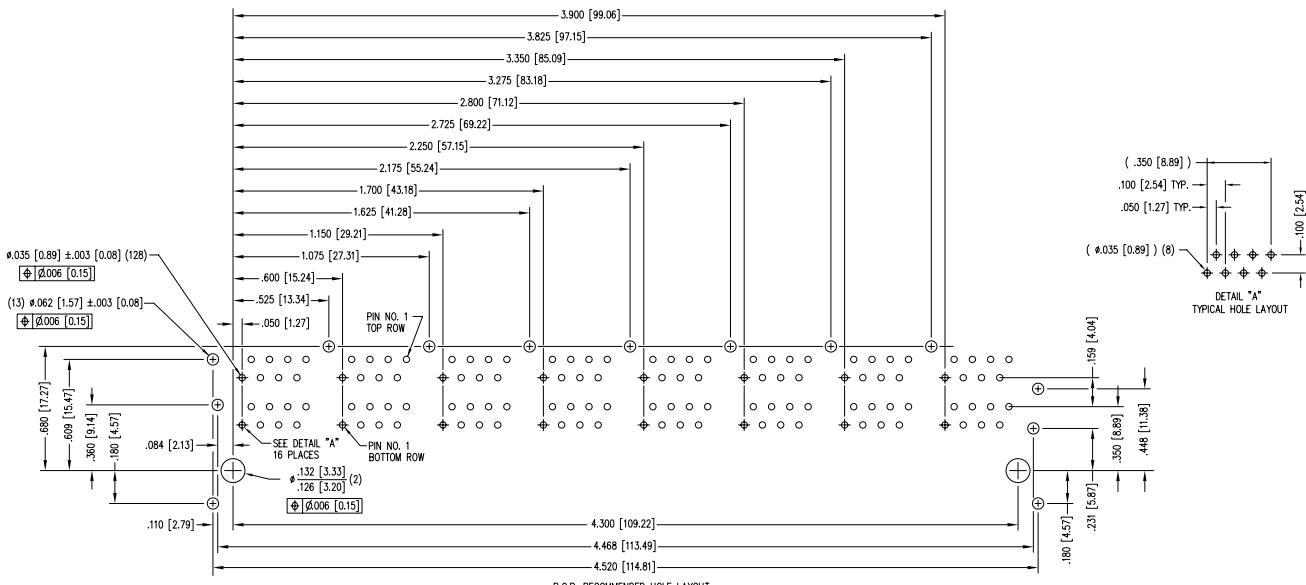 3.900 [99.06]
3.825 [97.15]
3.350 [85.09]
3.275 [83.18]
2.800 [71.12]
2.725 [69.22]
2.250 [57.15]
2.175 [55.24]
1.700 [43.18]
1.625 [41.28]
1.150 [29.21]
1.075 [27.31]
.600 [15.24]
.525 [13.34]
.050 [1.27]
ø.035 [0.89] ±.003 [0.08] (128)
⌖ Ø.006 [0.15]
(13) ø.062 [1.57] ±.003 [0.08]
⌖ Ø.006 [0.15]
PIN NO. 1
TOP ROW
( .350 [8.89] )
.100 [2.54] TYP.
.050 [1.27] TYP.
.100 [2.54]
( ø.035 [0.89] ) (8)
DETAIL "A"
TYPICAL HOLE LAYOUT
.680 [17.27]
.609 [15.47]
.360 [9.14]
.180 [4.57]
.084 [2.13]
SEE DETAIL "A"
16 PLACES
PIN NO. 1
BOTTOM ROW
ø .132 [3.33]
.126 [3.20] (2)
⌖ Ø.006 [0.15]
.159 [4.04]
.350 [8.89]
.448 [11.38]
.231 [5.87]
.180 [4.57]
.110 [2.79]
4.300 [109.22]
4.468 [113.49]
4.520 [114.81]